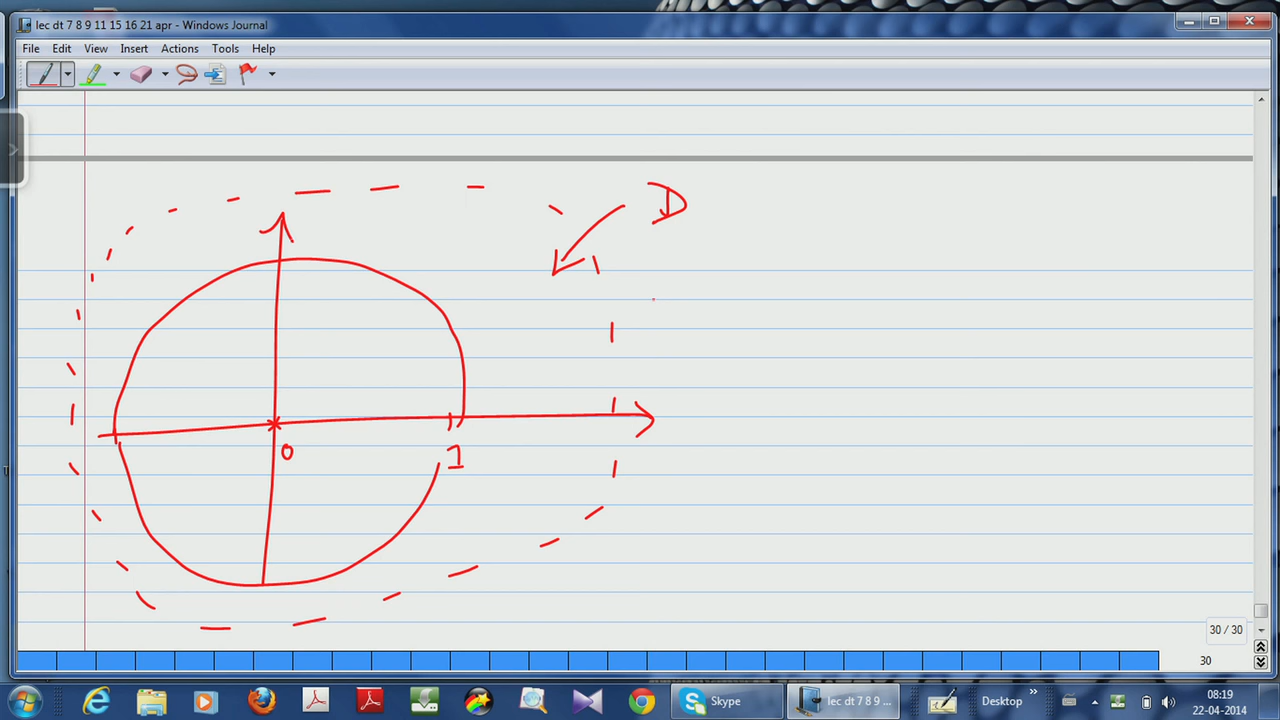 lec dt 7 8 9 11 15 16 21 apr - Windows Journal
File Edit View Insert Actions Tools Help
D
0
1
30 / 30
30
Skype
lec dt 7 8 9 ...
Desktop
08:19
22-04-2014